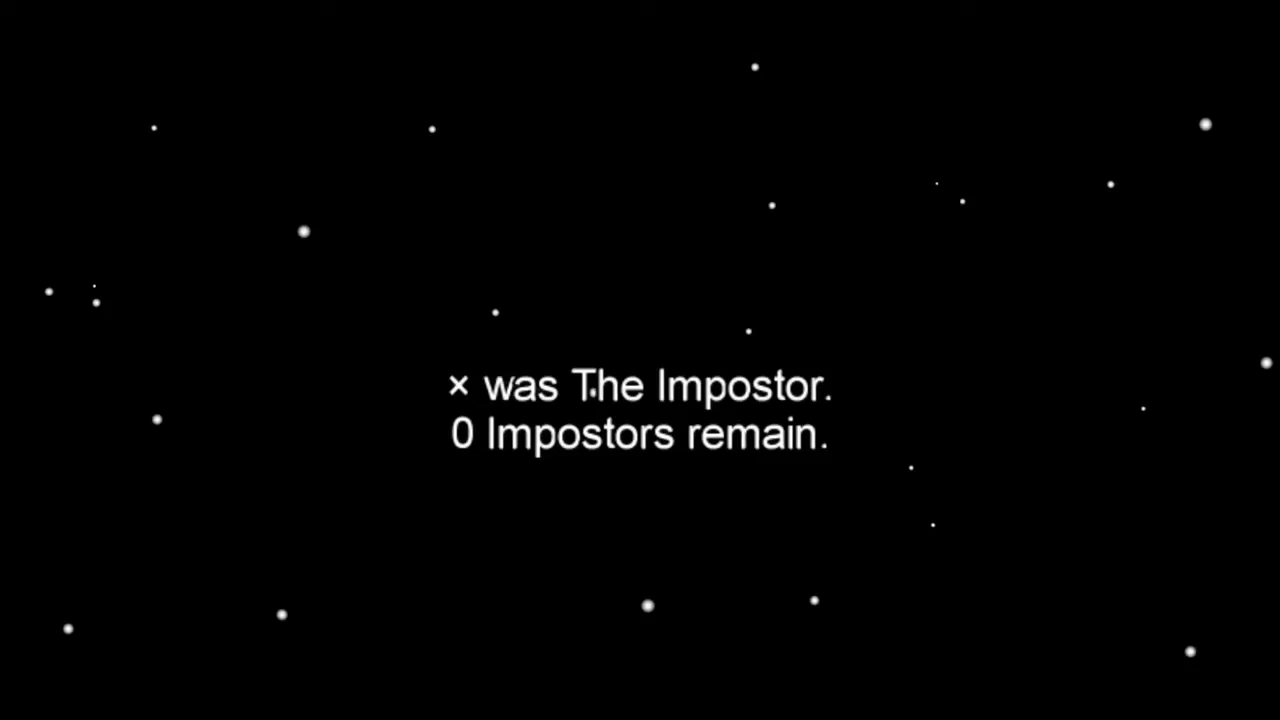 × was The Impostor.
0 Impostors remain.